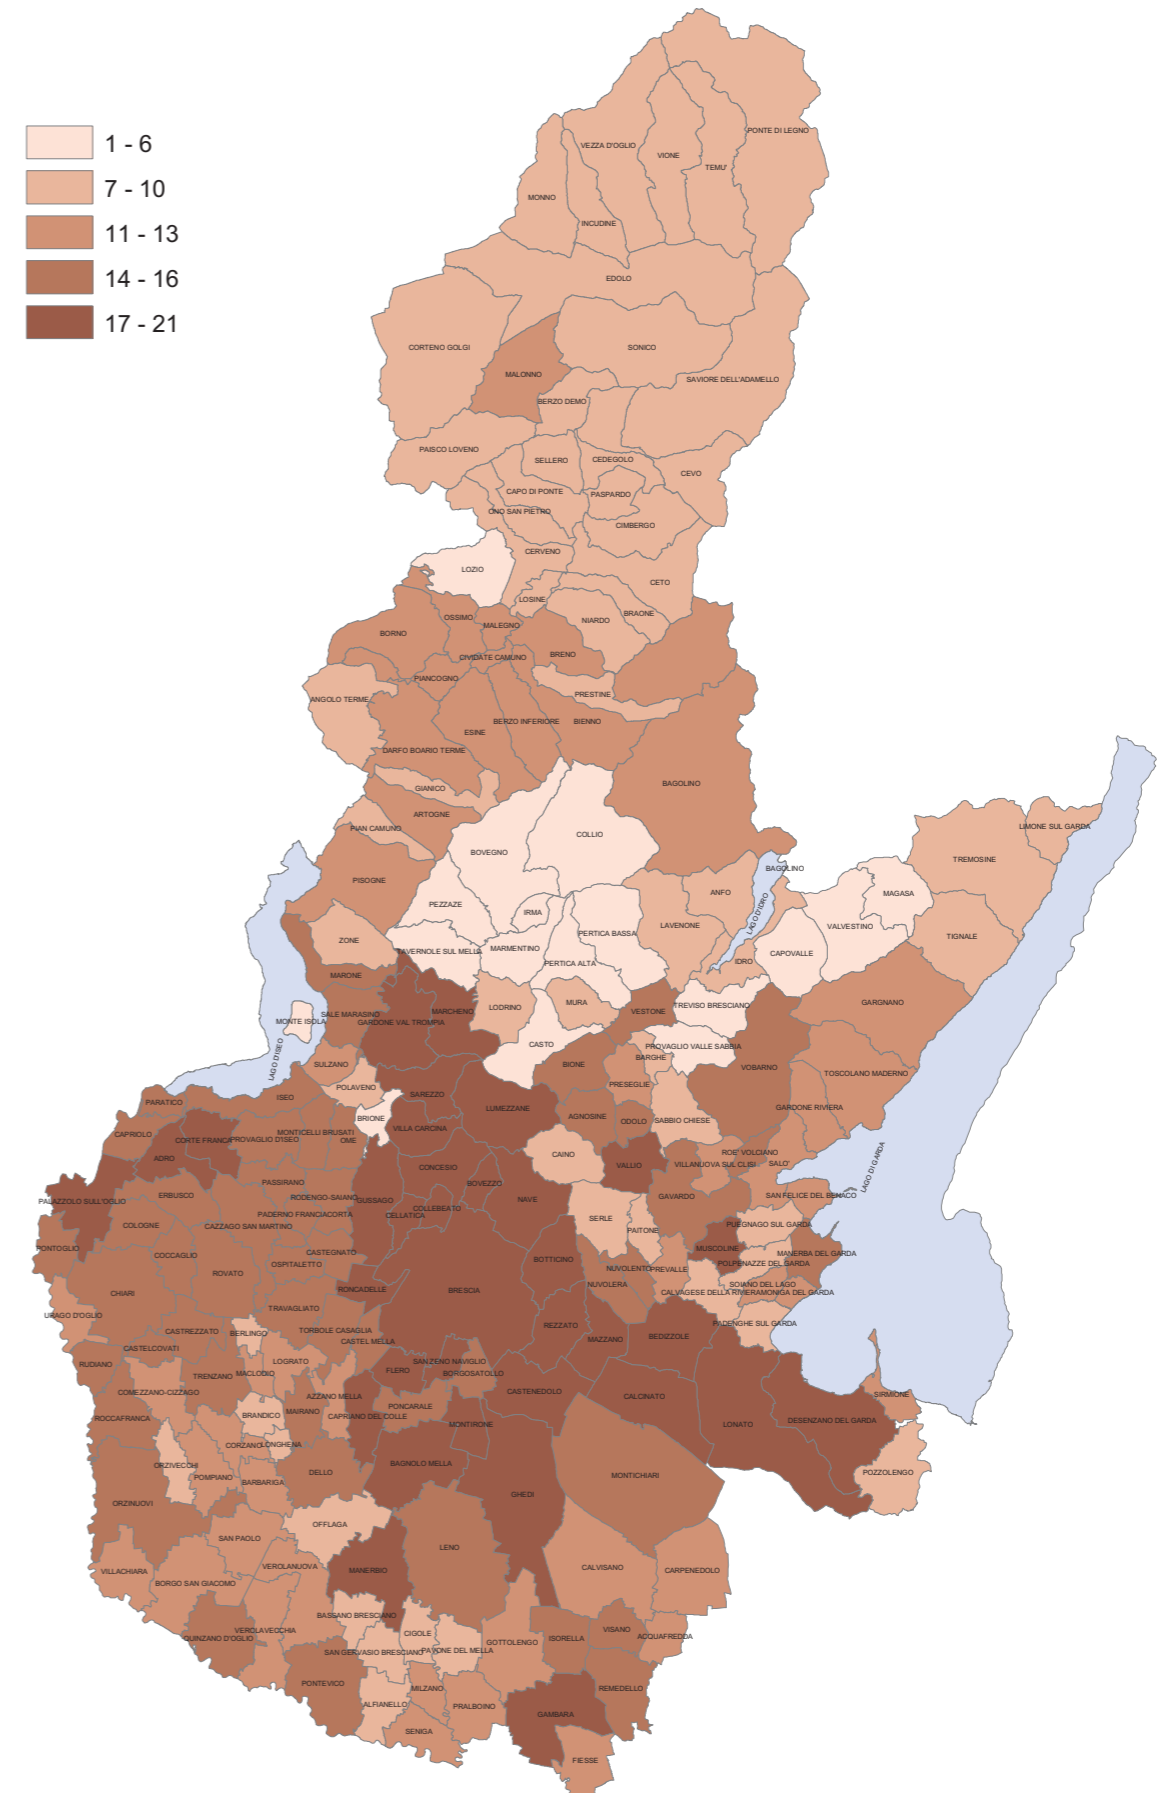 1 - 6
7 - 10
11 - 13
14 - 16
17 - 21
PONTE DI LEGNO
VEZZA D'OGLIO
VIONE
TEMU'
MONNO
INCUDINE
EDOLO
CORTENO GOLGI
SONICO
MALONNO
SAVIORE DELL'ADAMELLO
BERZO DEMO
PAISCO LOVENO
SELLERO
CEDEGOLO
CEVO
CAPO DI PONTE
PASPARDO
ONO SAN PIETRO
CIMBERGO
CERVENO
LOZIO
CETO
LOSINE
BRAONE
NIARDO
OSSIMO
MALEGNO
BORNO
BRENO
CIVIDATE CAMUNO
PIANCOGNO
PRESTINE
ANGOLO TERME
BERZO INFERIORE
BIENNO
ESINE
DARFO BOARIO TERME
BAGOLINO
GIANICO
ARTOGNE
PIAN CAMUNO
COLLIO
LIMONE SUL GARDA
BOVEGNO
TREMOSINE
BAGOLINO
PISOGNE
ANFO
MAGASA
PEZZAZE
IRMA
LAGO D'IDRO
LAVENONE
VALVESTINO
PERTICA BASSA
TIGNALE
ZONE
TAVERNOLE SUL MELLA
MARMENTINO
CAPOVALLE
IDRO
PERTICA ALTA
MARONE
MURA
GARGNANO
TREVISO BRESCIANO
LODRINO
VESTONE
MARCHENO
SALE MARASINO
MONTE ISOLA
GARDONE VAL TROMPIA
CASTO
PROVAGLIO VALLE SABBIA
BARGHE
LAGO D'ISEO
SULZANO
BIONE
VOBARNO
TOSCOLANO MADERNO
PRESEGLIE
POLAVENO
SAREZZO
ISEO
PARATICO
LUMEZZANE
GARDONE RIVIERA
BRIONE
AGNOSINE
ODOLO
SABBIO CHIESE
VILLA CARCINA
CAPRIOLO
CORTE FRANCA
PROVAGLIO D'ISEO
MONTICELLI BRUSATI
OME
CAINO
ROE' VOLCIANO
ADRO
CONCESIO
VALLIO
VILLANUOVA SUL CLISI
SALO'
LAGO DI GARDA
PASSIRANO
BOVEZZO
ERBUSCO
RODENGO-SAIANO
GUSSAGO
NAVE
GAVARDO
SAN FELICE DEL BENACO
PALAZZOLO SULL'OGLIO
COLLEBEATO
PADERNO FRANCIACORTA
CELLATICA
SERLE
COLOGNE
CAZZAGO SAN MARTINO
PUEGNAGO SUL GARDA
PAITONE
PONTOGLIO
COCCAGLIO
CASTEGNATO
MUSCOLINE
MANERBA DEL GARDA
BOTTICINO
OSPITALETTO
POLPENAZZE DEL GARDA
NUVOLENTO
PREVALLE
ROVATO
NUVOLERA
SOIANO DEL LAGO
CHIARI
RONCADELLE
BRESCIA
CALVAGESE DELLA RIVIERA
MONIGA DEL GARDA
TRAVAGLIATO
URAGO D'OGLIO
PADENGHE SUL GARDA
REZZATO
CASTREZZATO
TORBOLE CASAGLIA
BERLINGO
MAZZANO
BEDIZZOLE
CASTEL MELLA
CASTELCOVATI
RUDIANO
LOGRATO
SAN ZENO NAVIGLIO
FLERO
MACLODIO
BORGOSATOLLO
TRENZANO
COMEZZANO-CIZZAGO
CASTENEDOLO
SIRMIONE
AZZANO MELLA
CALCINATO
PONCARALE
MAIRANO
BRANDICO
CAPRIANO DEL COLLE
ROCCAFRANCA
DESENZANO DEL GARDA
MONTIRONE
LONATO
CORZANO
LONGHENA
ORZIVECCHI
BAGNOLO MELLA
POZZOLENGO
DELLO
POMPIANO
MONTICHIARI
BARBARIGA
GHEDI
ORZINUOVI
OFFLAGA
SAN PAOLO
LENO
VEROLANUOVA
CALVISANO
VILLACHIARA
MANERBIO
CARPENEDOLO
BORGO SAN GIACOMO
BASSANO BRESCIANO
VEROLAVECCHIA
VISANO
CIGOLE
QUINZANO D'OGLIO
ISORELLA
ACQUAFREDDA
GOTTOLENGO
SAN GERVASIO BRESCIANO
PAVONE DEL MELLA
PONTEVICO
MILZANO
REMEDELLO
ALFIANELLO
PRALBOINO
GAMBARA
SENIGA
FIESSE